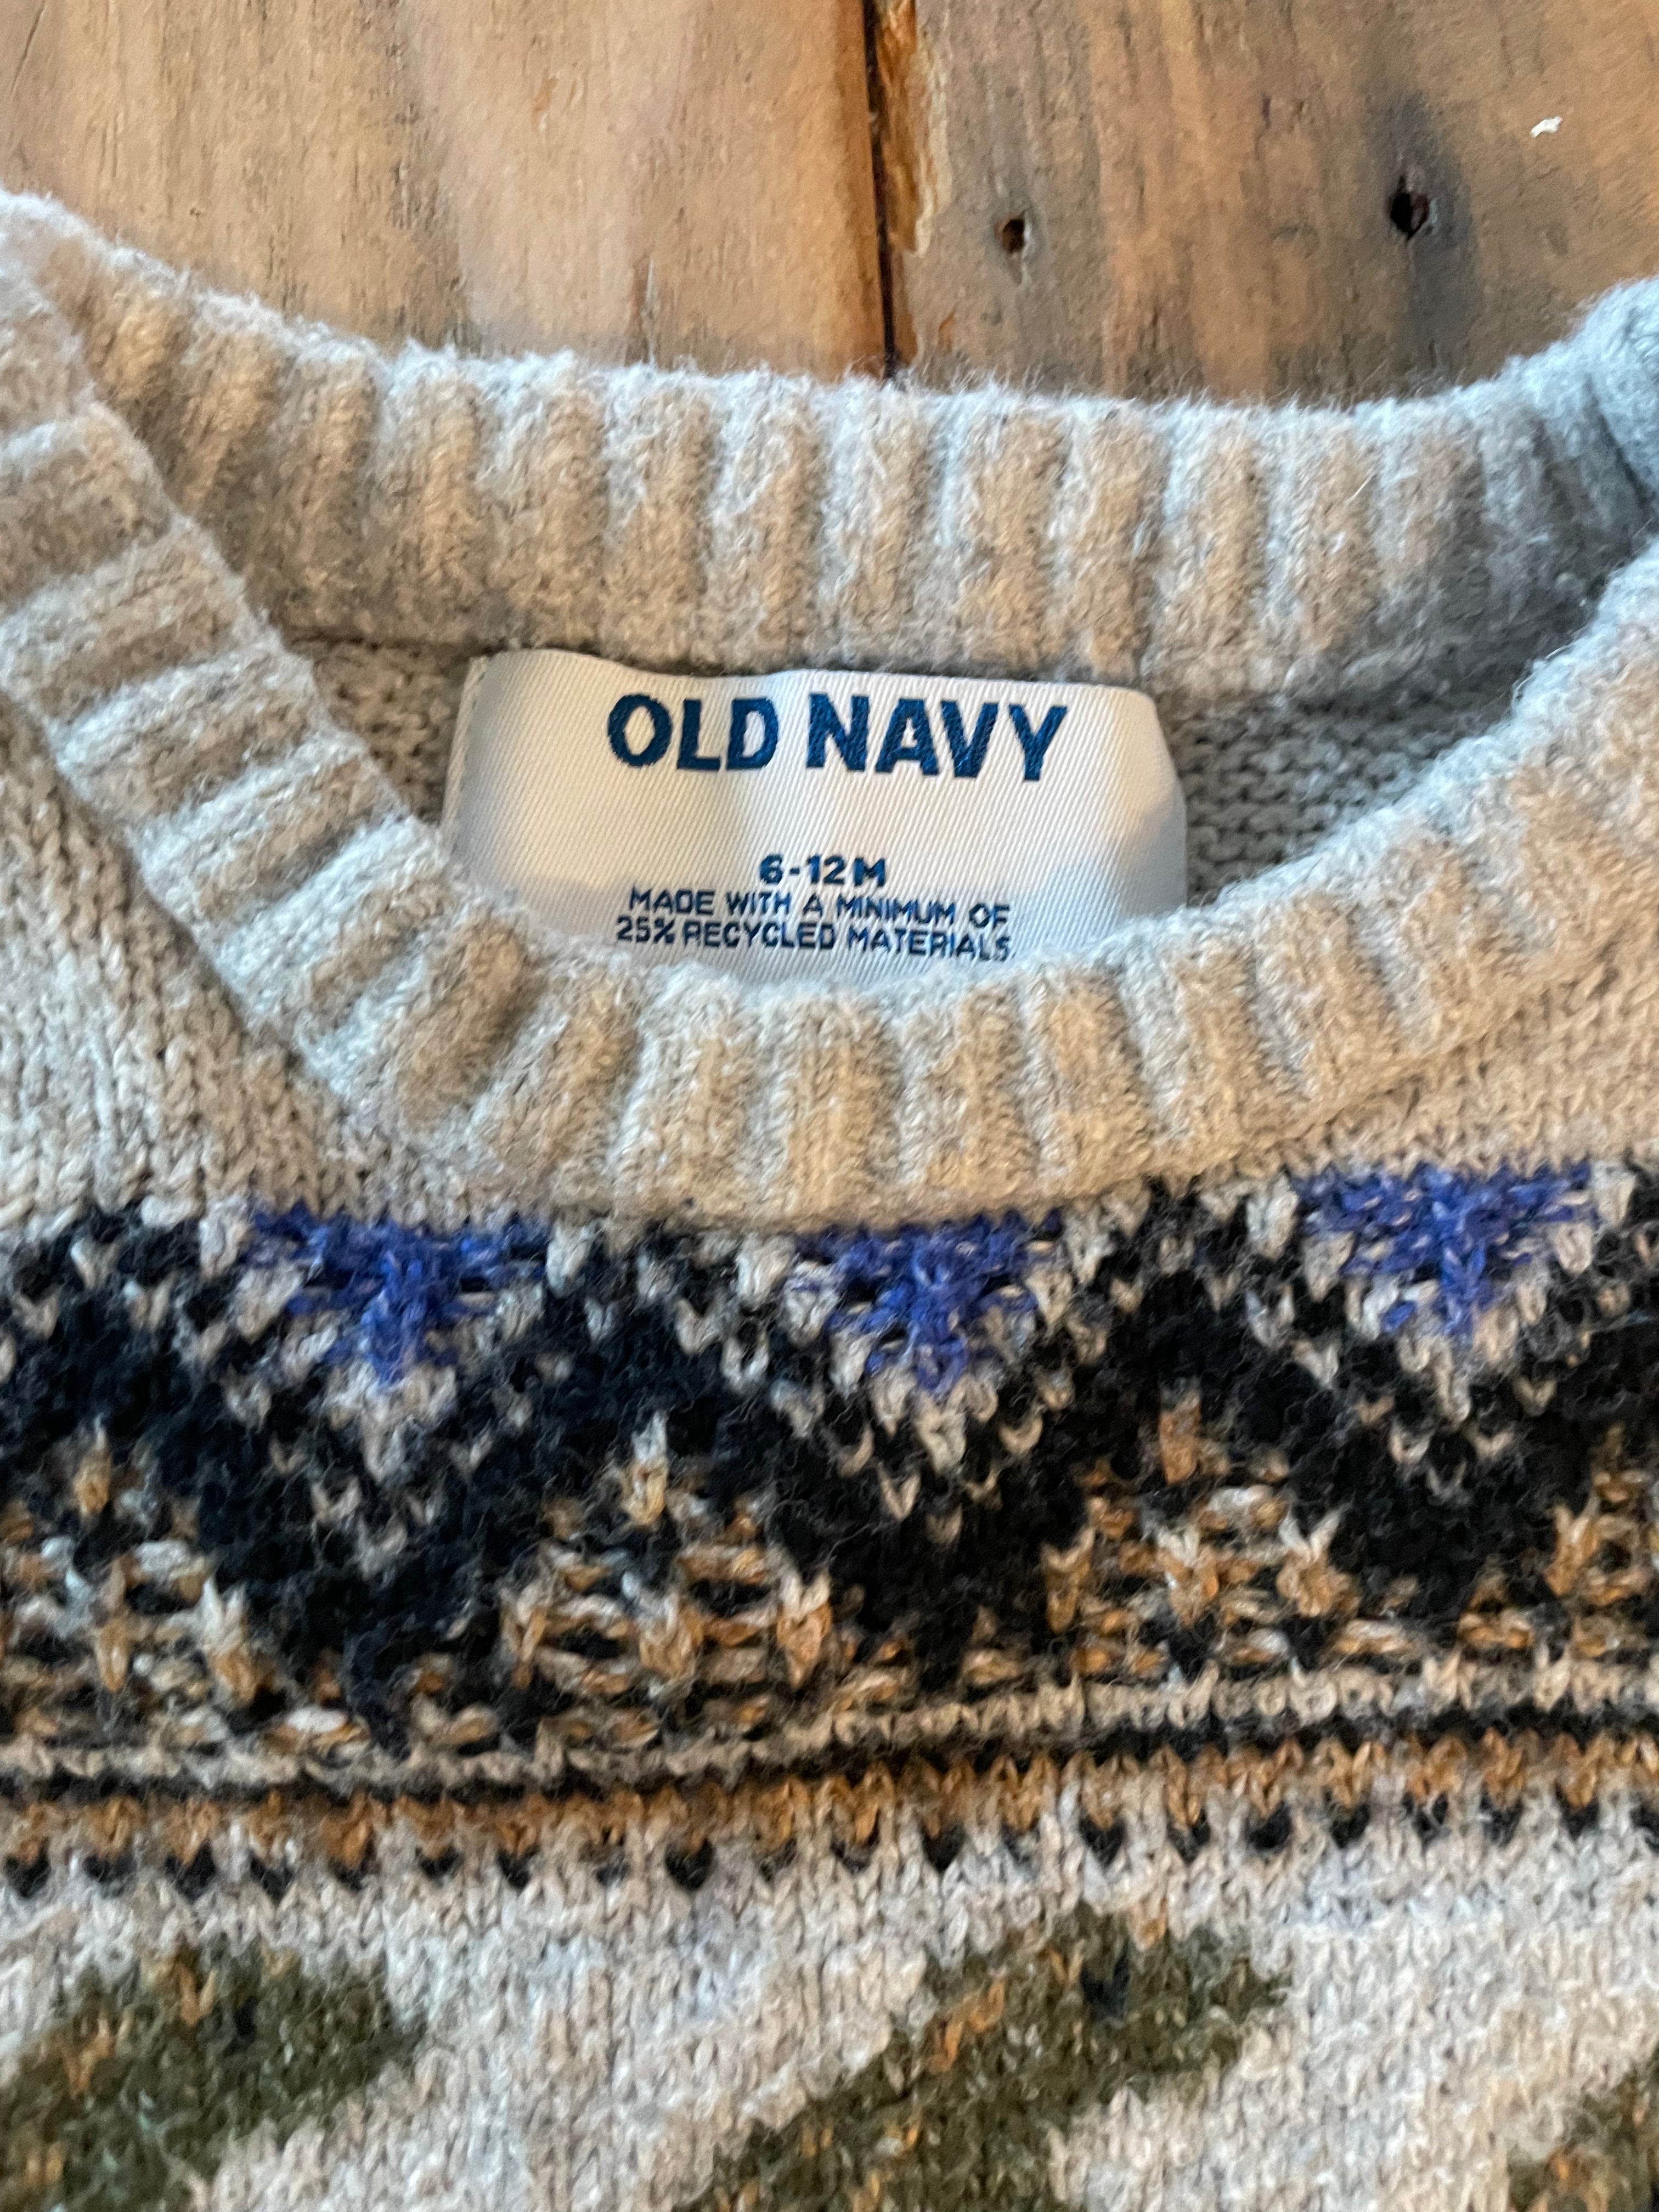 OLD NAVY
6-12M
MADE WITH A MINIMUM OF
25% RECYCLED MATERIALS